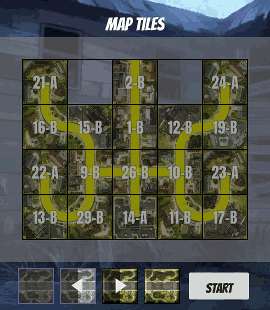 MAP TILES
21-A 2-B 24-A
16-B 15-B 1-B 12-B 19-B
22-A 9-B 26-B 10-B 23-A
13-B 29-B 14-A 11-B 17-B
START